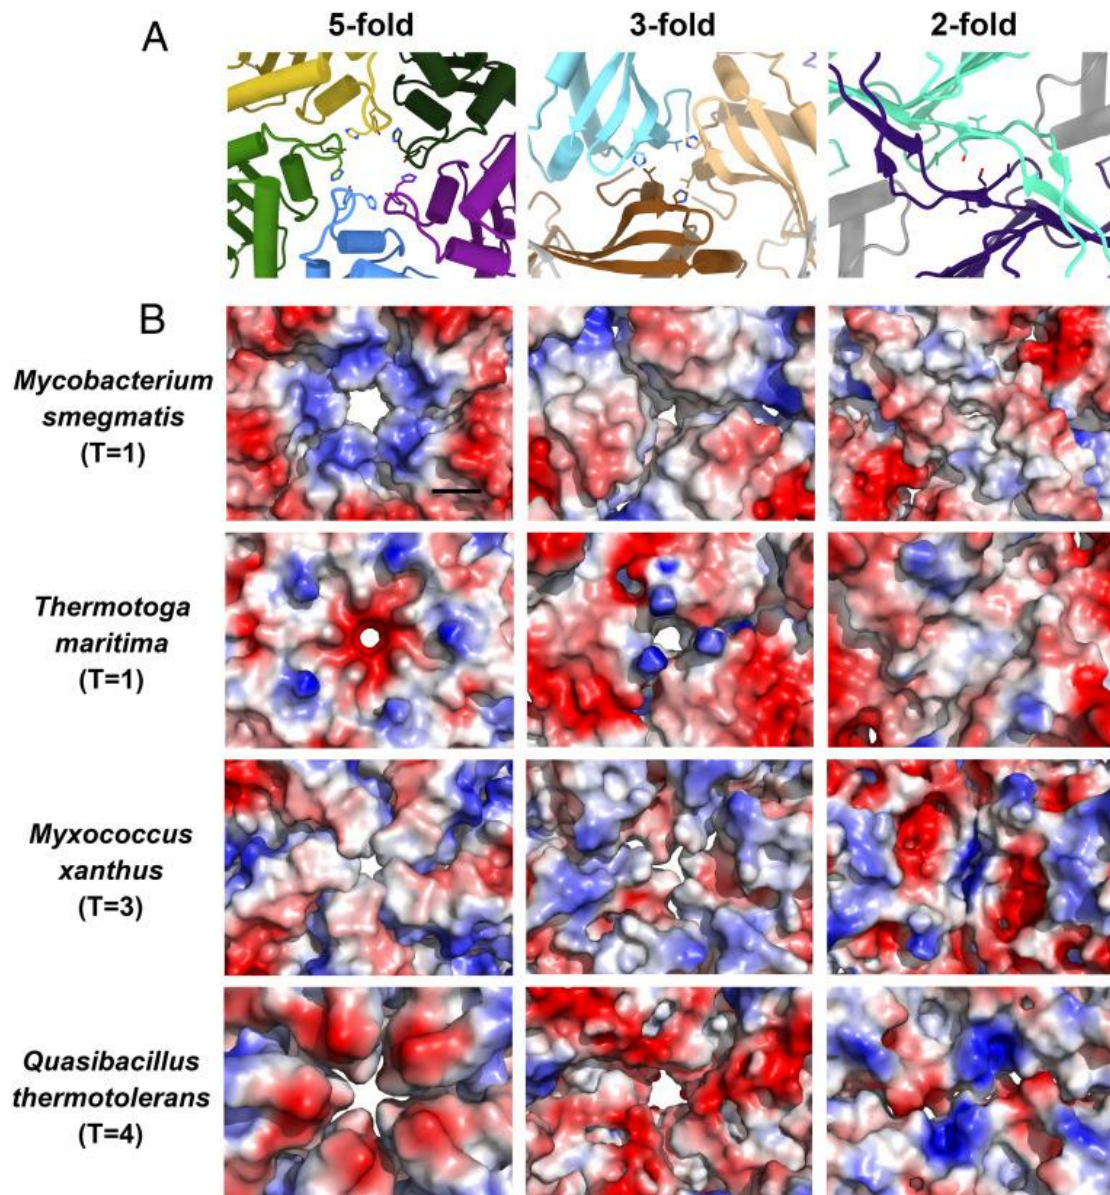 A
5-fold
3-fold
2-fold
B
Mycobacterium
smegmatis
(T=1)
Thermotoga
maritima
(T=1)
Myxococcus
xanthus
(T=3)
Quasibacillus
thermotolerans
(T=4)